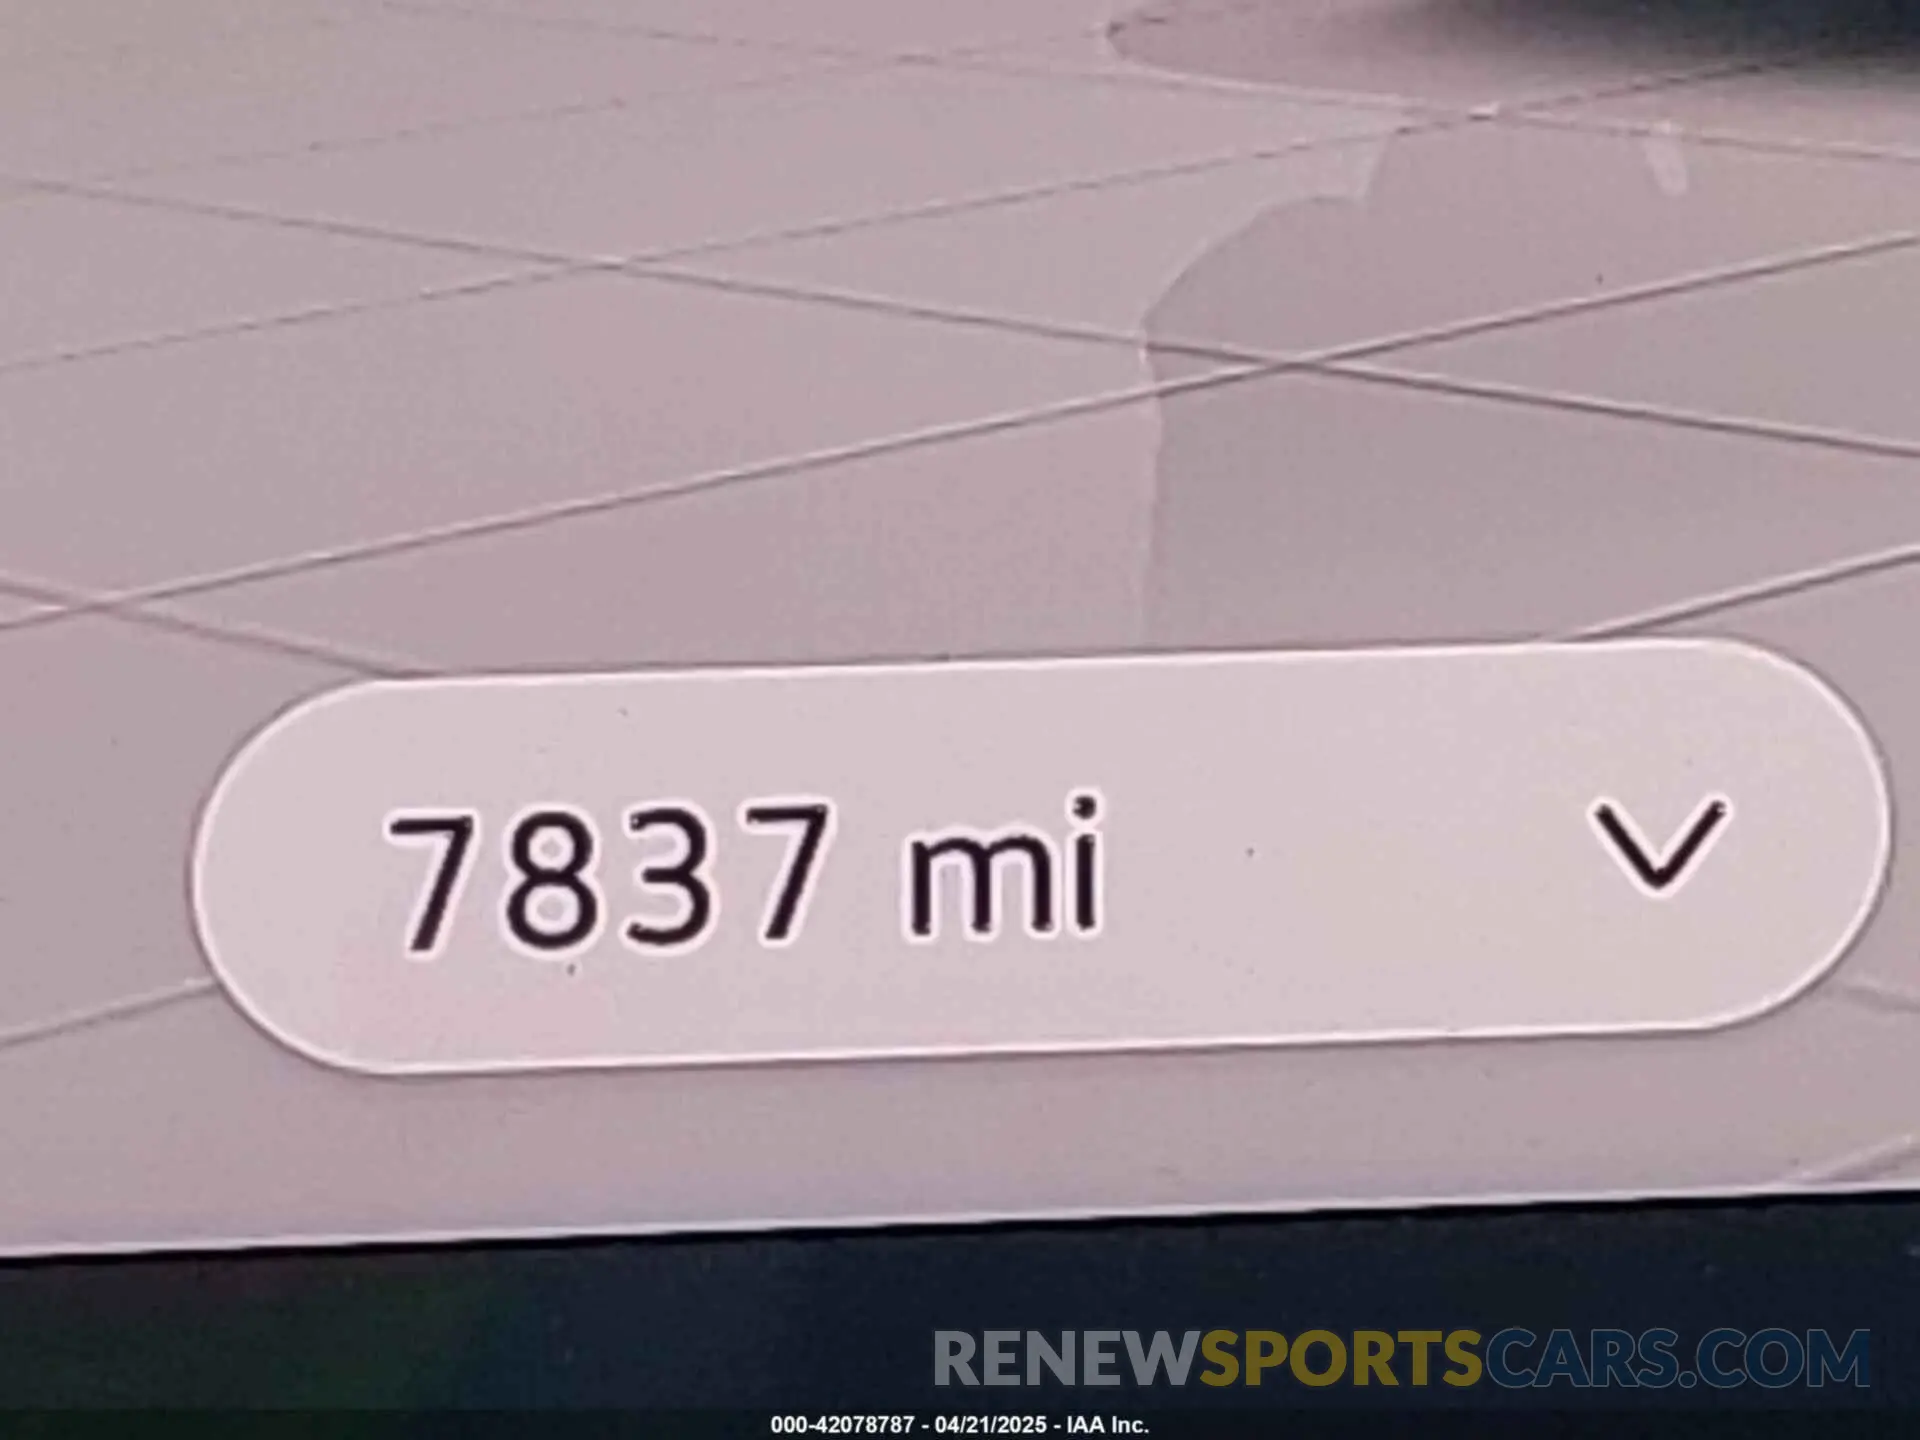 7837 mi
RENEWSPORTSCARS.COM
000-42078787 - 04/21/2025 - IAA Inc.